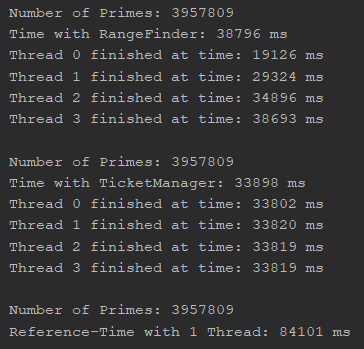 Number of Primes: 3957809
Time with RangeFinder: 38796 ms
Thread 0 finished at time: 19126 ms
Thread 1 finished at time: 29324 ms
Thread 2 finished at time: 34896 ms
Thread 3 finished at time: 38693 ms
Number of Primes: 3957809
Time with TicketManager: 33898 ms
Thread 0 finished at time: 33802 ms
Thread 1 finished at time: 33820 ms
Thread 2 finished at time: 33819 ms
Thread 3 finished at time: 33819 ms
Number of Primes: 3957809
Reference-Time with 1 Thread: 84101 ms